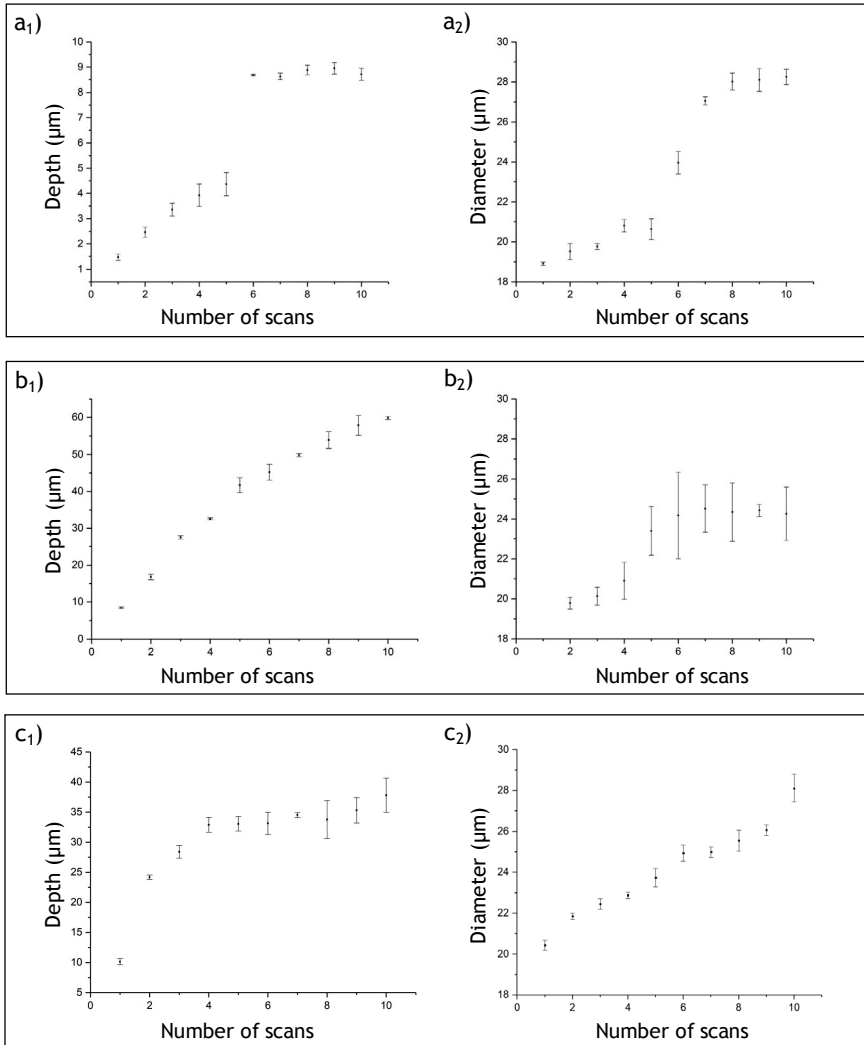 a₁)
10
9
8
7
6
5
4
3
2
1
Depth (µm)
0 2 4 6 8 10
Number of scans
a₂)
30
28
26
24
22
20
18
Diameter (µm)
0 2 4 6 8 10
Number of scans
b₁)
60
50
40
30
20
10
0
Depth (µm)
0 2 4 6 8 10
Number of scans
b₂)
30
28
26
24
22
20
18
Diameter (µm)
0 2 4 6 8 10
Number of scans
c₁)
45
40
35
30
25
20
15
10
5
Depth (µm)
0 2 4 6 8 10
Number of scans
c₂)
30
28
26
24
22
20
18
Diameter (µm)
0 2 4 6 8 10
Number of scans